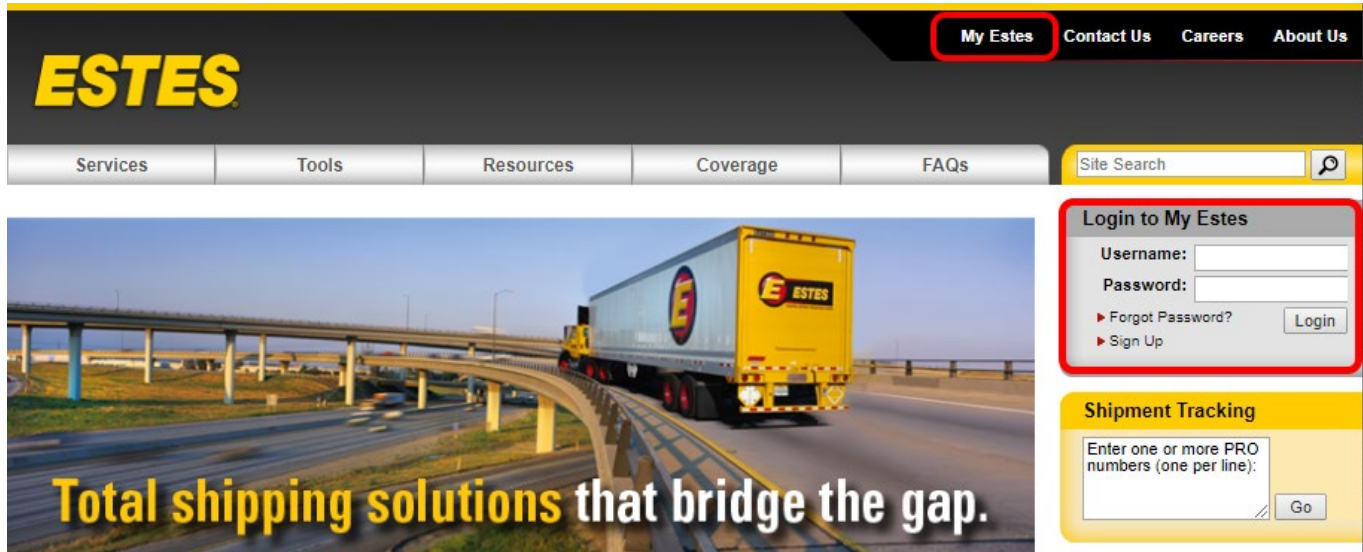 My Estes Contact Us Careers About Us
ESTES
Services Tools Resources Coverage FAQs
Site Search
Login to My Estes
Username:
Password:
Forgot Password?
Login
Sign Up
E ESTES
E
Total shipping solutions that bridge the gap.
Shipment Tracking
Enter one or more PRO
numbers (one per line):
Go